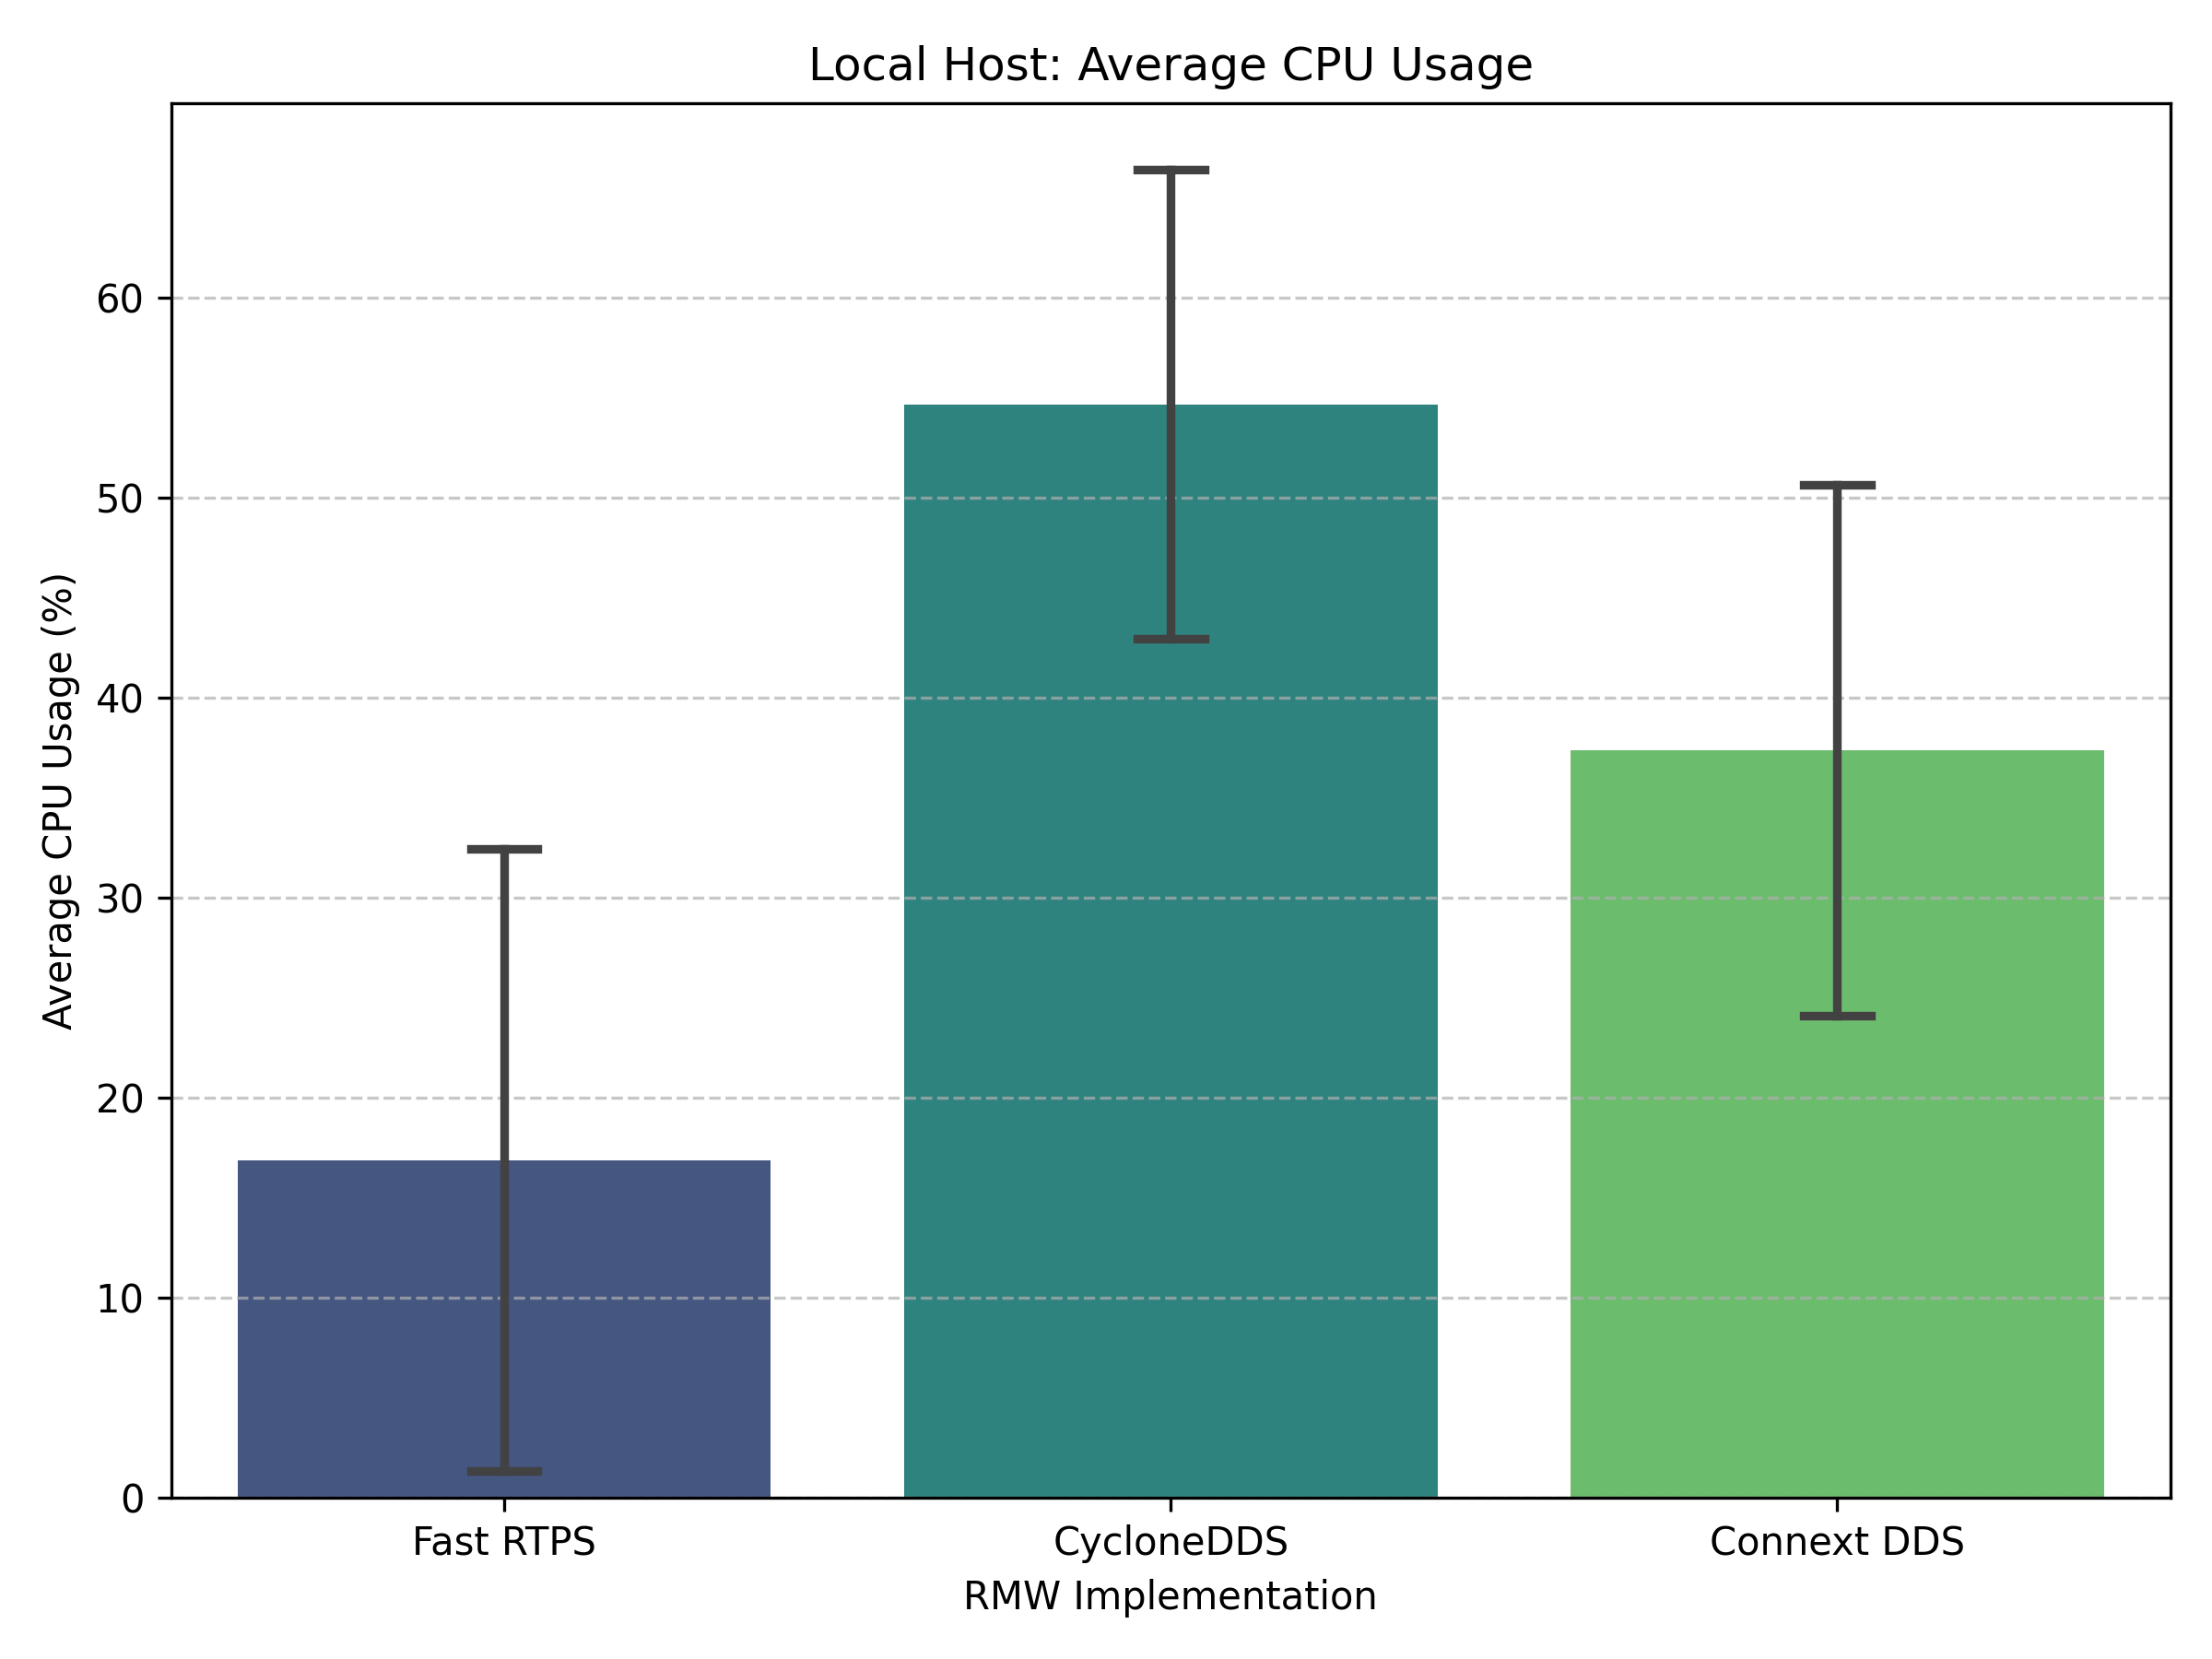 Local Host: Average CPU Usage
Average CPU Usage (%)
60
50
40
30
20
10
0
Fast RTPS
CycloneDDS
Connext DDS
RMW Implementation